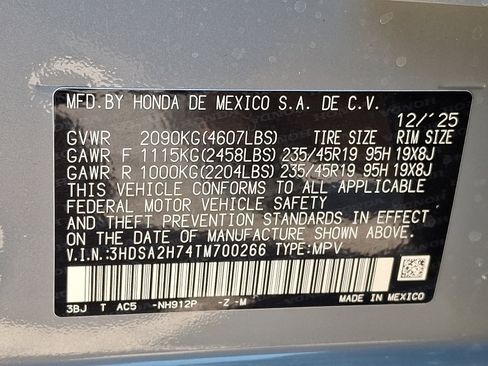 MFD.BY HONDA DE MEXICO S.A. DE C.V.
12/'25
GVWR 2090KG(4607LBS) TIRE SIZE RIM SIZE
GAWR F 1115KG(2458LBS) 235/45R19 95H 19X8J
GAWR R 1000KG(2204LBS) 235/45R19 95H 19X8J
THIS VEHICLE CONFORMS TO ALL APPLICABLE
FEDERAL MOTOR VEHICLE SAFETY
AND THEFT PREVENTION STANDARDS IN EFFECT
ON THE DATE OF MANUFACTURE SHOWN ABOVE.
V.I.N.:3HDSA2H74TM700266 TYPE:MPV
3BJ T AC5 -NH912P -Z -M MADE IN MEXICO